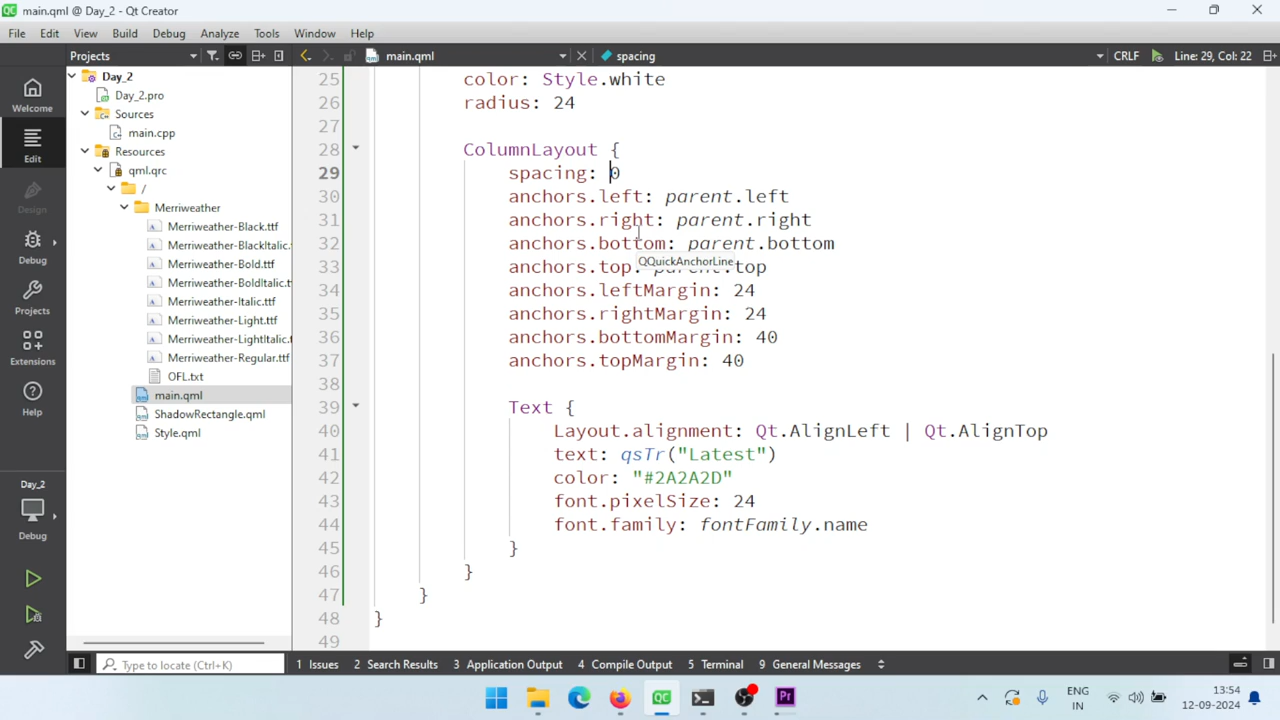 main.qml @ Day_2 - Qt Creator
File Edit View Build Debug Analyze Tools Window Help
Projects main.qml spacing CRLF Line: 29, Col: 22
Welcome
Edit
Design
Debug
Projects
Extensions
Help
Day_2
Debug
Day_2
Day_2.pro
Sources
main.cpp
Resources
qml.qrc
/
Merriweather
Merriweather-Black.ttf
Merriweather-BlackItalic.
Merriweather-Bold.ttf
Merriweather-BoldItalic.t
Merriweather-Italic.ttf
Merriweather-Light.ttf
Merriweather-LightItalic.t
Merriweather-Regular.ttf
OFL.txt
main.qml
ShadowRectangle.qml
Style.qml
25 color: Style.white
26 radius: 24
27
28 ColumnLayout {
29 spacing: 0
30 anchors.left: parent.left
31 anchors.right: parent.right
32 anchors.bottom: parent.bottom
QQuickAnchorLine
33 anchors.top: parent.top
34 anchors.leftMargin: 24
35 anchors.rightMargin: 24
36 anchors.bottomMargin: 40
37 anchors.topMargin: 40
38
39 Text {
40 Layout.alignment: Qt.AlignLeft | Qt.AlignTop
41 text: qsTr("Latest")
42 color: "#2A2A2D"
43 font.pixelSize: 24
44 font.family: fontFamily.name
45 }
46 }
47 }
48 }
49
Type to locate (Ctrl+K) 1 Issues 2 Search Results 3 Application Output 4 Compile Output 5 Terminal 9 General Messages
ENG
IN
13:54
12-09-2024